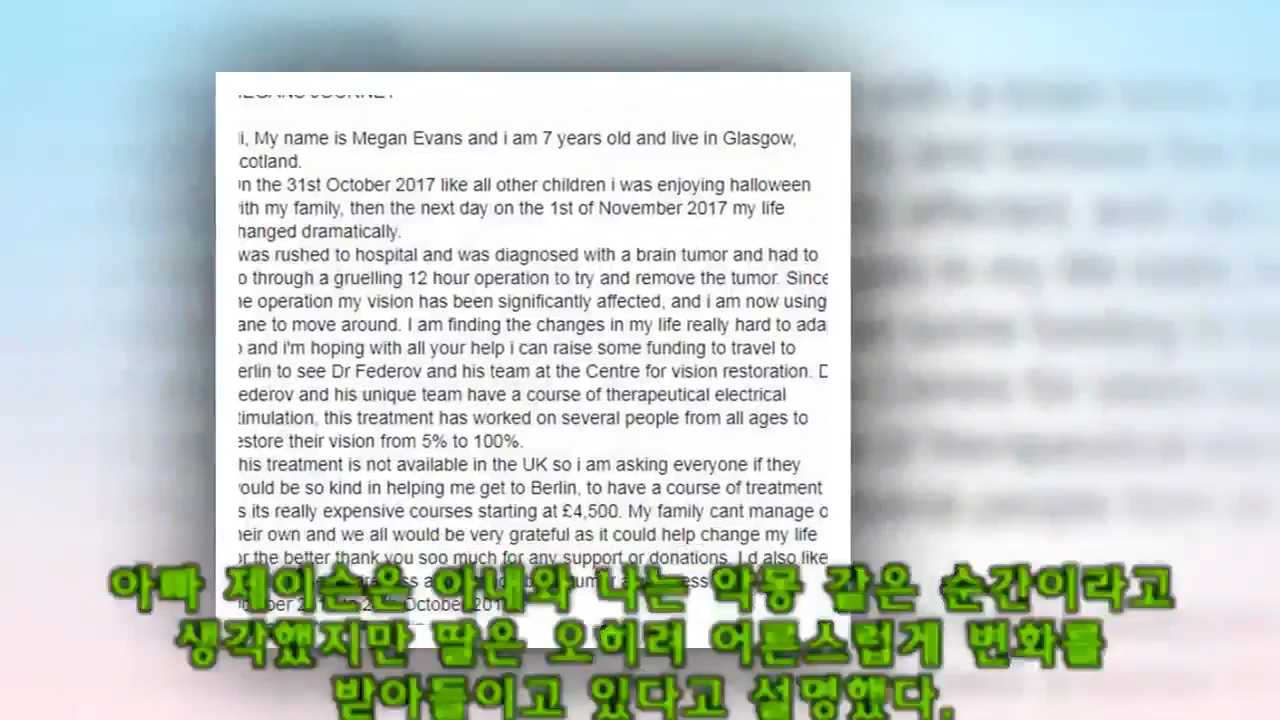 i, My name is Megan Evans and i am 7 years old and live in Glasgow,
cotland.
n the 31st October 2017 like all other children i was enjoying halloween
ith my family, then the next day on the 1st of November 2017 my life
hanged dramatically.
was rushed to hospital and was diagnosed with a brain tumor and had to
o through a gruelling 12 hour operation to try and remove the tumor. Since
e operation my vision has been significantly affected, and i am now using
ane to move around. I am finding the changes in my life really hard to ada
and i'm hoping with all your help i can raise some funding to travel to
erlin to see Dr Federov and his team at the Centre for vision restoration. D
ederov and his unique team have a course of therapeutical electrical
timulation, this treatment has worked on several people from all ages to
estore their vision from 5% to 100%.
his treatment is not available in the UK so i am asking everyone if they
ould be so kind in helping me get to Berlin, to have a course of treatment
s its really expensive courses starting at £4,500. My family cant manage o
eir own and we all would be very grateful as it could help change my life
or the better thank you soo much for any support or donations. I,d also like
October
아빠 제이슨은 아내와 나는 악몽 같은 순간이라고
생각했지만 딸은 오히려 어른스럽게 변화를
받아들이고 있다고 설명했다.